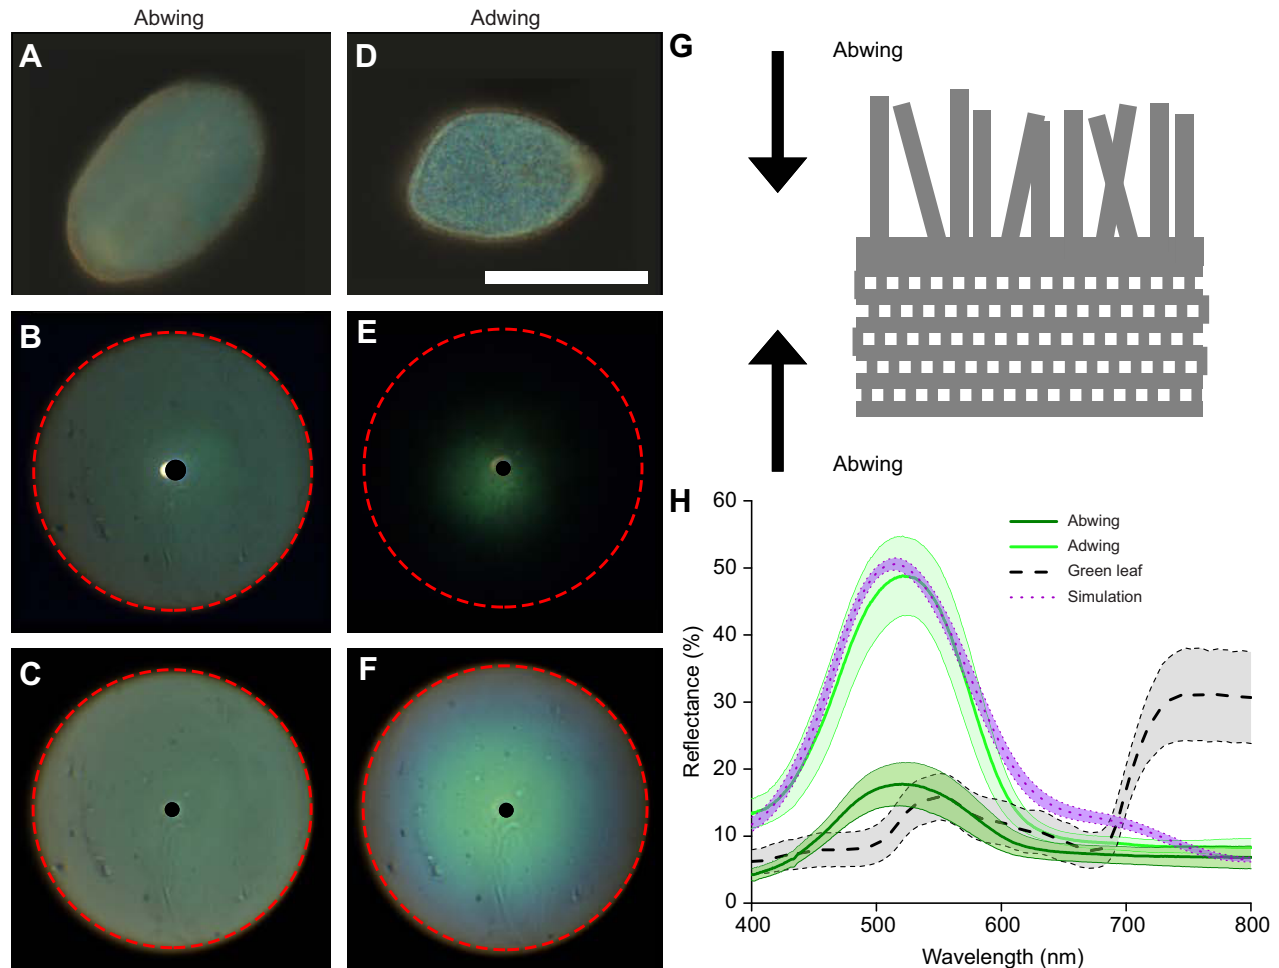 Abwing
Adwing
A
D
B
E
C
F
G
Abwing
Abwing
H
60
50
40
30
20
10
0
Reflectance (%)
Abwing
Adwing
Green leaf
Simulation
400
500
600
700
800
Wavelength (nm)